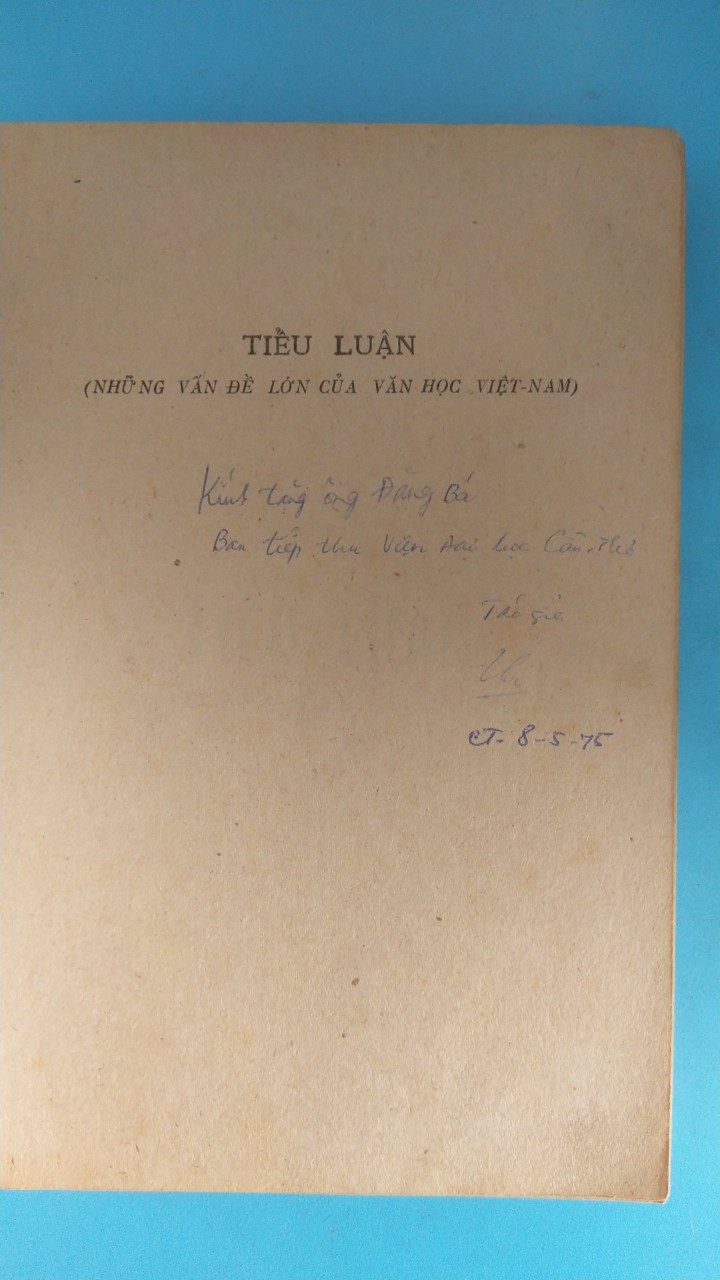 TIỂU LUẬN
(NHỮNG VẤN ĐỀ LỚN CỦA VĂN HỌC VIỆT-NAM)
Kính tặng ông Đăng Bá
Ban tiếp thu Viện Đại học Cần-Thơ
Tác giả
CT- 8-5-75